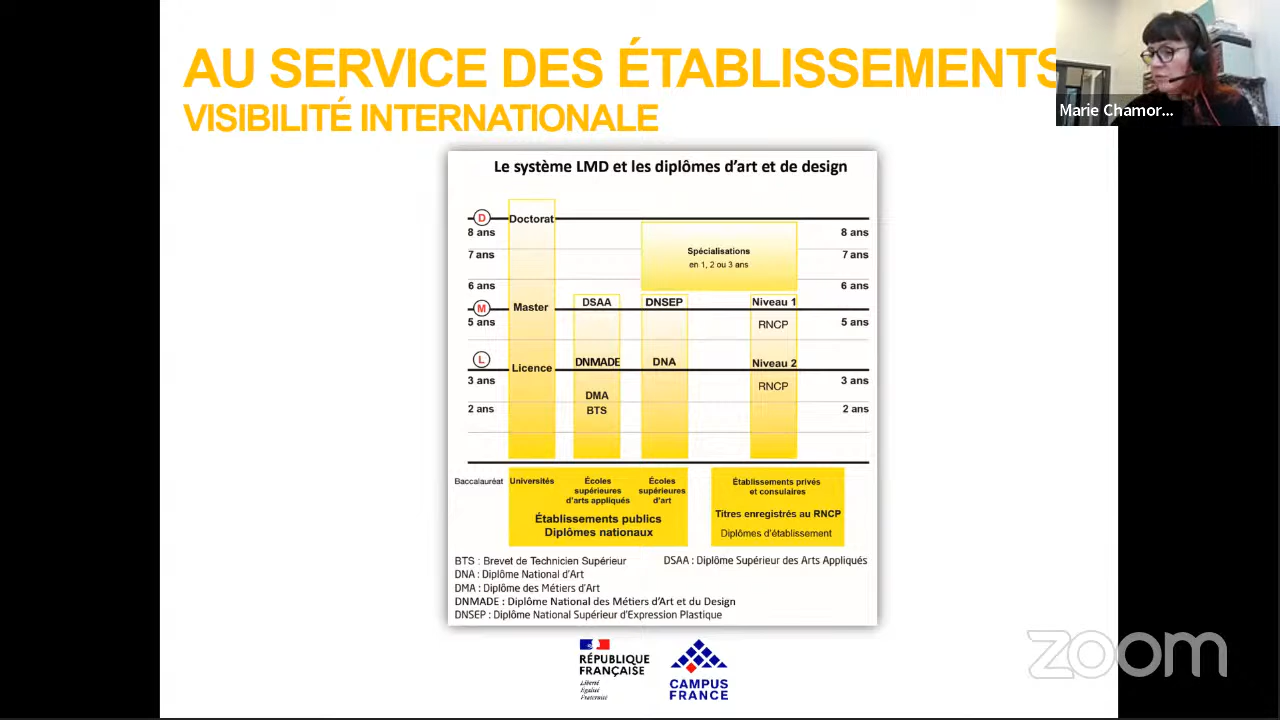 AU SERVICE DES ÉTABLISSEMENTS
VISIBILITÉ INTERNATIONALE
Marie Chamor...
Le système LMD et les diplômes d'art et de design
D Doctorat
8 ans 8 ans
Spécialisations
7 ans 7 ans
en 1, 2 ou 3 ans
6 ans 6 ans
M Master DSAA DNSEP Niveau 1
5 ans RNCP 5 ans
L Licence DNMADE DNA Niveau 2
3 ans RNCP 3 ans
DMA
2 ans BTS 2 ans
Baccalauréat Universités Écoles supérieures d'arts appliqués Écoles supérieures d'art
Établissements publics
Diplômes nationaux
Établissements privés
et consulaires
Titres enregistrés au RNCP
Diplômes d'établissement
BTS : Brevet de Technicien Supérieur DSAA : Diplôme Supérieur des Arts Appliqués
DNA : Diplôme National d'Art
DMA : Diplôme des Métiers d'Art
DNMADE : Diplôme National des Métiers d'Art et du Design
DNSEP : Diplôme National Supérieur d'Expression Plastique
RÉPUBLIQUE
FRANÇAISE
Liberté
Égalité
Fraternité
CAMPUS
FRANCE
zoom